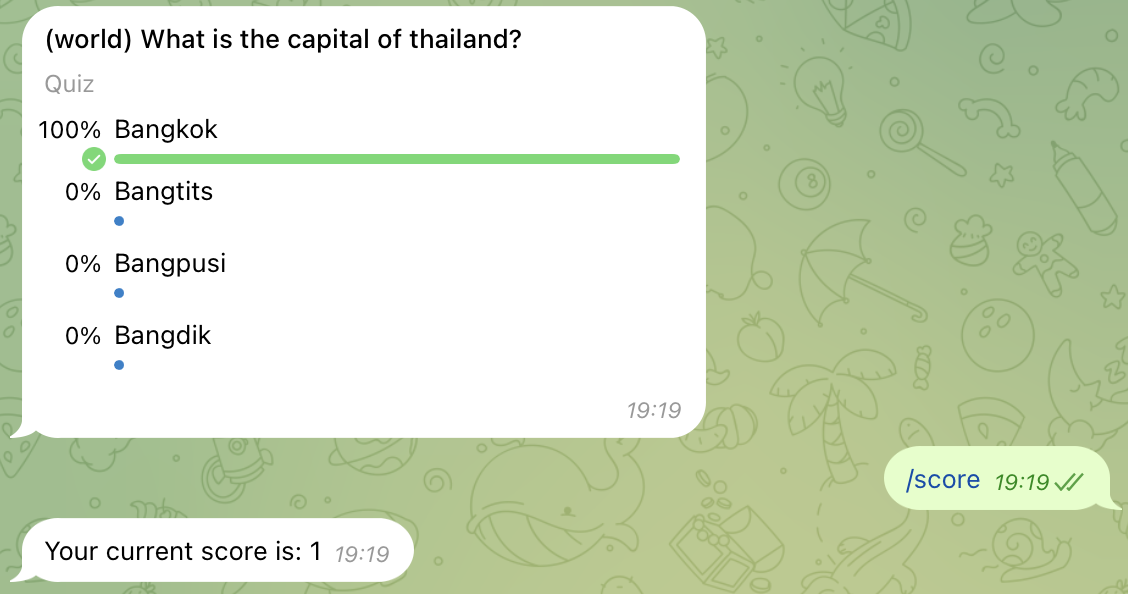 (world) What is the capital of thailand?
Quiz
100% Bangkok
0% Bangtits
0% Bangpusi
0% Bangdik
19:19
/score 19:19
Your current score is: 1 19:19